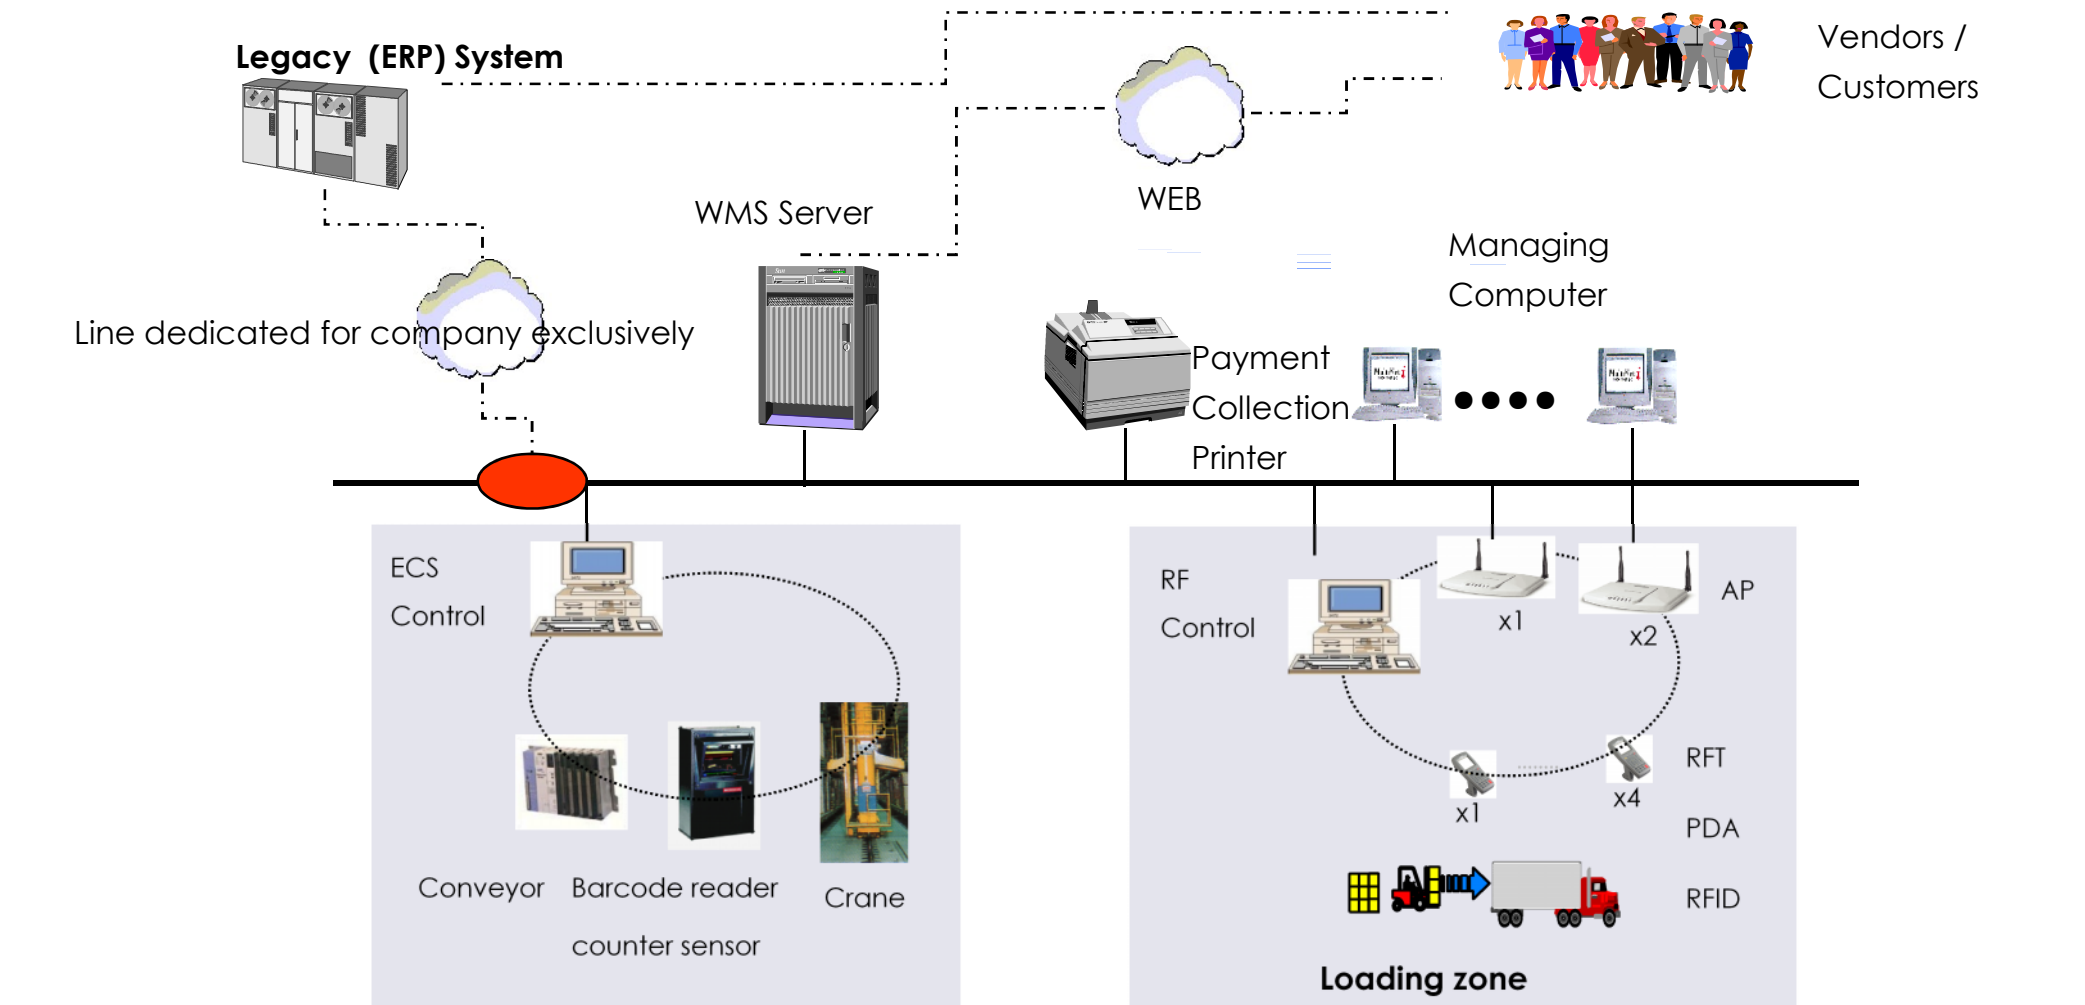 Legacy (ERP) System
Vendors /
Customers
WEB
WMS Server
Managing
Computer
Line dedicated for company exclusively
Payment
Collection
Printer
ECS
Control
RF
Control
AP
x1
x2
RFT
x1
x4
PDA
Conveyor
Barcode reader
counter sensor
Crane
RFID
Loading zone